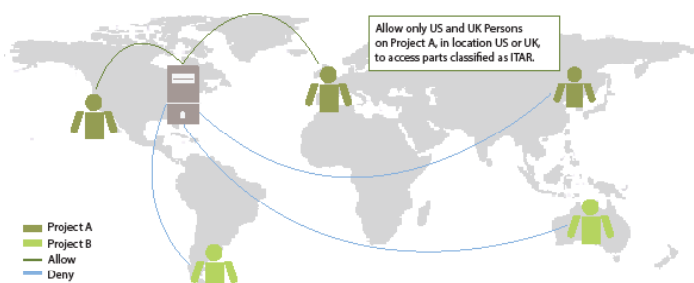 Allow only US and UK Persons
on Project A, in location US or UK,
to access parts classified as ITAR.
Project A
Project B
Allow
Deny